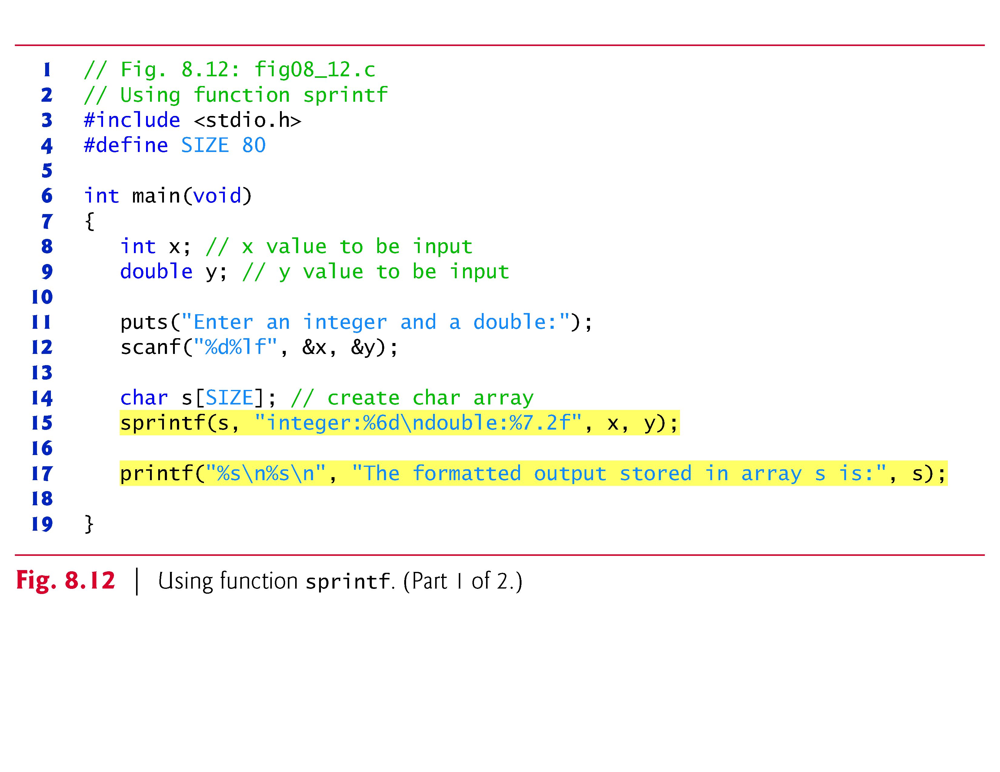 1 // Fig. 8.12: fig08_12.c
2 // Using function sprintf
3 #include <stdio.h>
4 #define SIZE 80
5
6 int main(void)
7 {
8 int x; // x value to be input
9 double y; // y value to be input
10
11 puts("Enter an integer and a double:");
12 scanf("%d%lf", &x, &y);
13
14 char s[SIZE]; // create char array
15 sprintf(s, "integer:%6d\ndouble:%7.2f", x, y);
16
17 printf("%s\n%s\n", "The formatted output stored in array s is:", s);
18
19 }
Fig. 8.12 | Using function sprintf. (Part 1 of 2.)